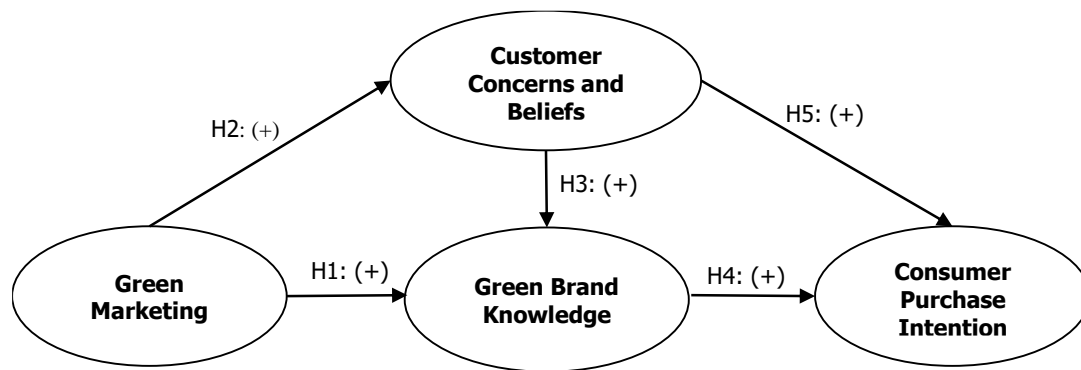 Customer
Concerns and
Beliefs
H2: (+)
H5: (+)
H3: (+)
Green
Marketing
H1: (+)
Green Brand
Knowledge
H4: (+)
Consumer
Purchase
Intention